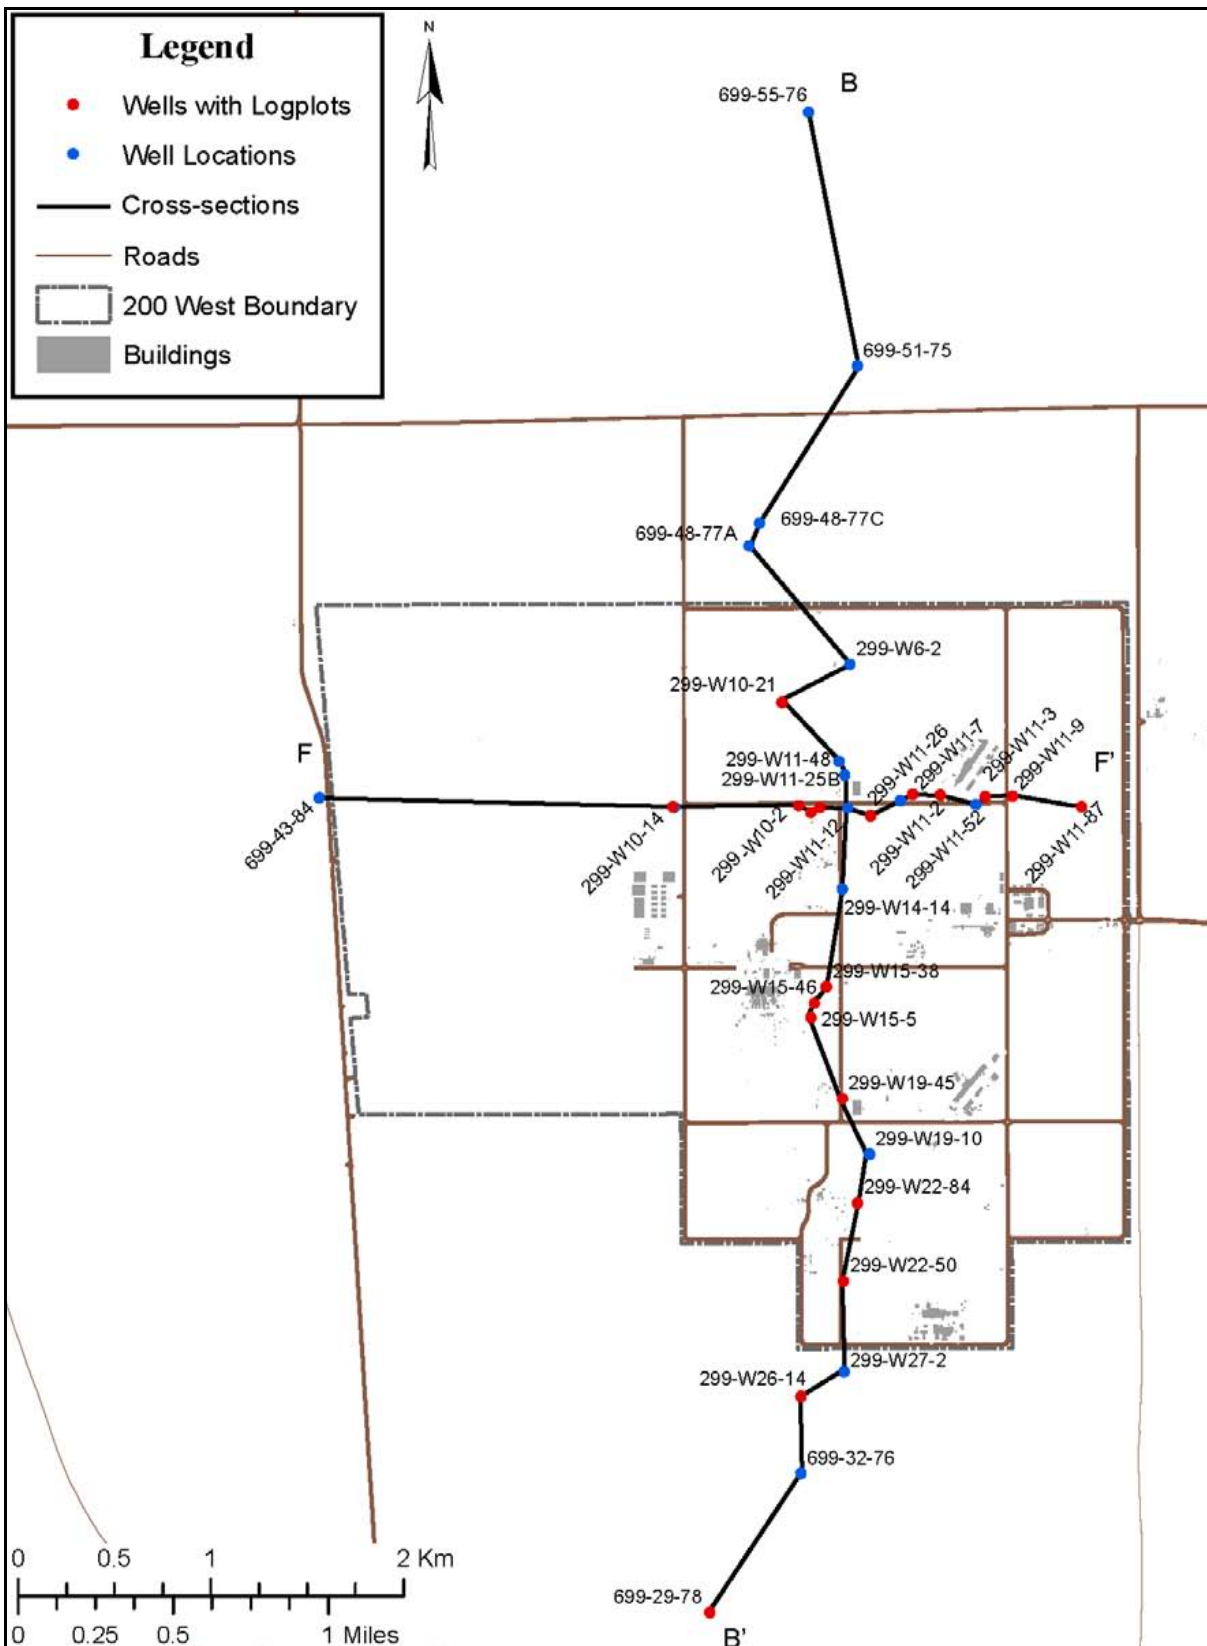 Legend
Wells with Logplots
Well Locations
Cross-sections
Roads
200 West Boundary
Buildings
N
B
699-55-76
699-51-75
699-48-77C
699-48-77A
299-W6-2
299-W10-21
299-W11-48
299-W11-25B
299-W11-26
299-W11-7
299-W11-3
299-W11-9
F
F'
699-43-84
299-W10-14
299-W10-2
299-W11-12
299-W11-2
299-W11-52
299-W11-87
299-W14-14
299-W15-38
299-W15-46
299-W15-5
299-W19-45
299-W19-10
299-W22-84
299-W22-50
299-W27-2
299-W26-14
699-32-76
699-29-78
B'
0 0.5 1 2 Km
0 0.25 0.5 1 Miles